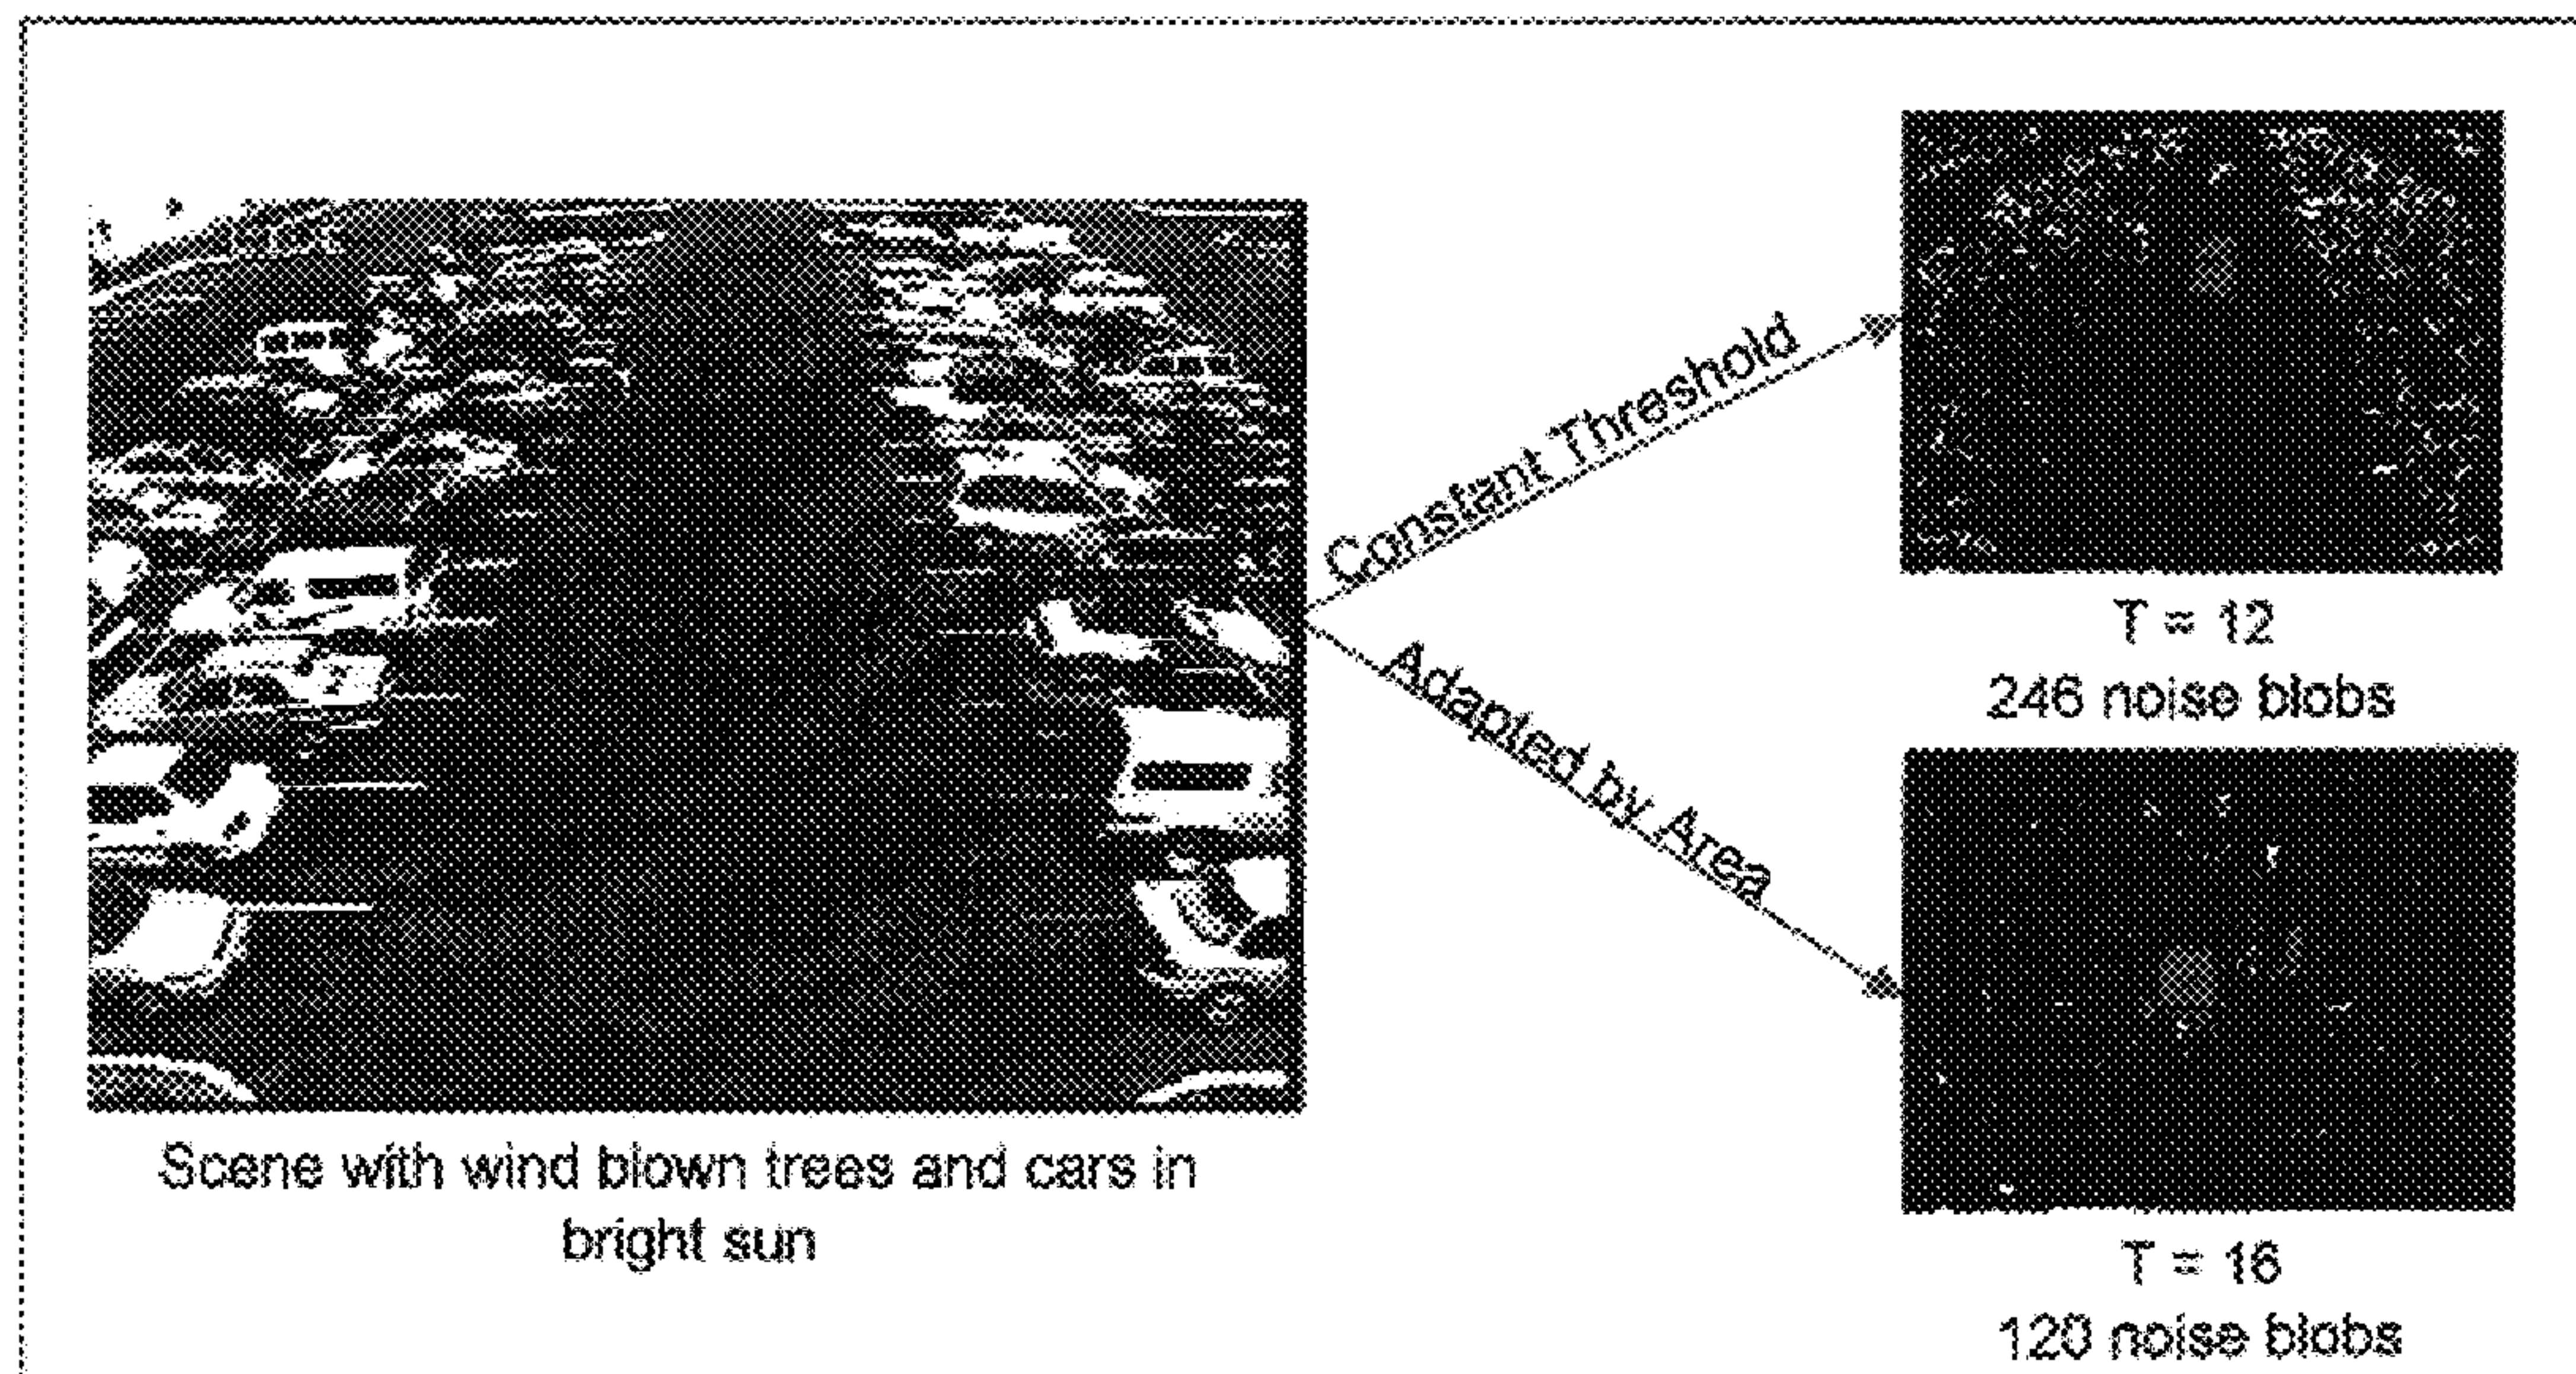 Constant Threshold
T = 12
246 noise blobs
Adapted by Area
Scene with wind blown trees and cars in
bright sun
T = 16
120 noise blobs